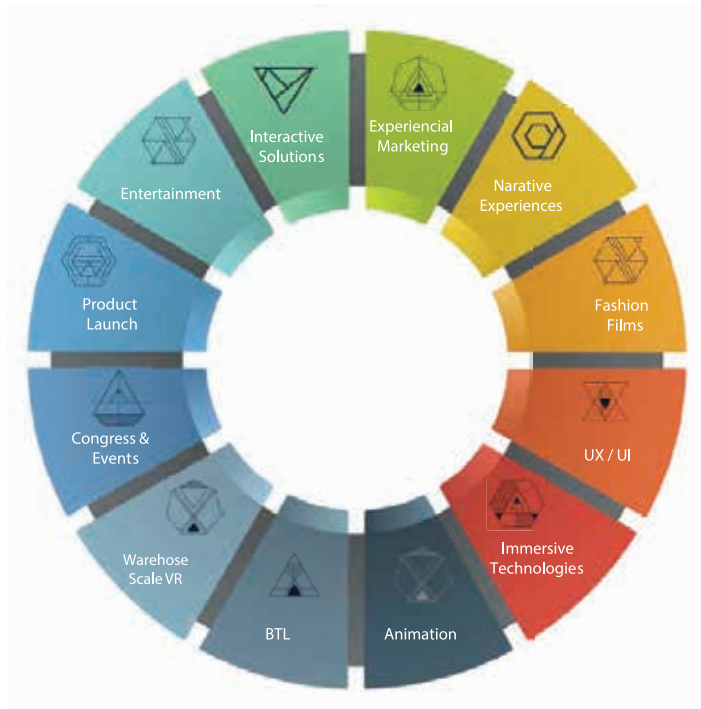 Interactive
Solutions
Experiencial
Marketing
Narative
Experiences
Fashion
Films
UX / UI
Immersive
Technologies
Animation
BTL
Warehose
Scale VR
Congress &
Events
Product
Launch
Entertainment